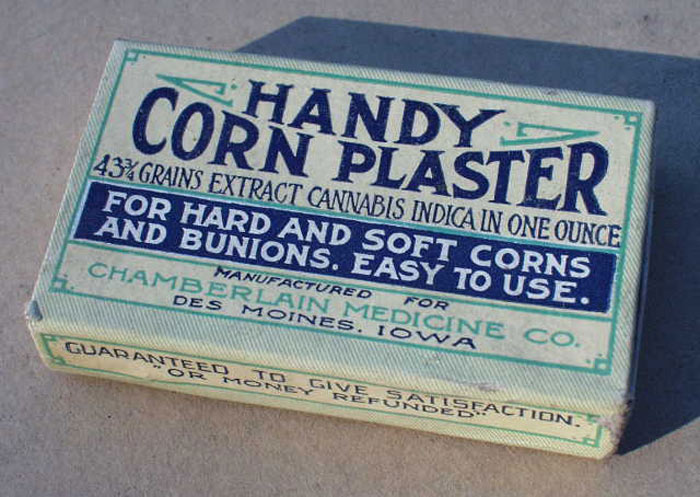 HANDY
CORN PLASTER
43¾ GRAINS EXTRACT CANNABIS INDICA IN ONE OUNCE
FOR HARD AND SOFT CORNS
AND BUNIONS. EASY TO USE.
MANUFACTURED FOR
CHAMBERLAIN MEDICINE CO.
DES MOINES, IOWA
GUARANTEED TO GIVE SATISFACTION.
"OR MONEY REFUNDED"